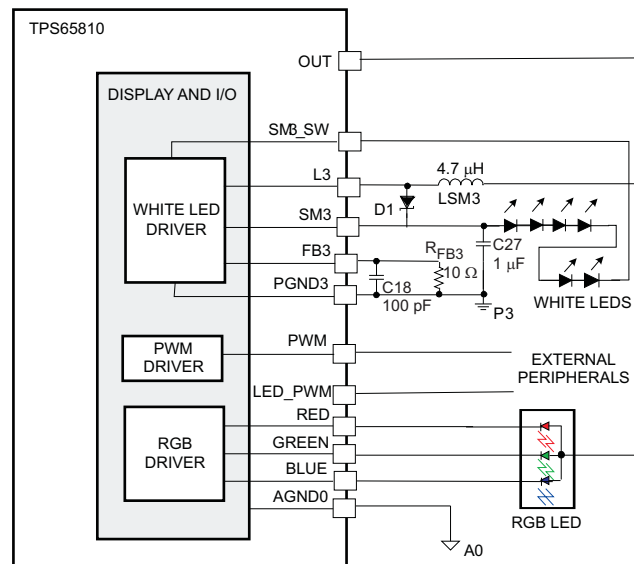 TPS65810
OUT
DISPLAY AND I/O
SM3_SW
4.7 μH
L3
LSM3
D1
WHITE LED
DRIVER
SM3
C27
1 μF
FB3
RFB3
10 Ω
C18
100 pF
PGND3
P3
WHITE LEDS
PWM
PWM
DRIVER
EXTERNAL
PERIPHERALS
LED_PWM
RED
RGB
DRIVER
GREEN
BLUE
AGND0
RGB LED
A0